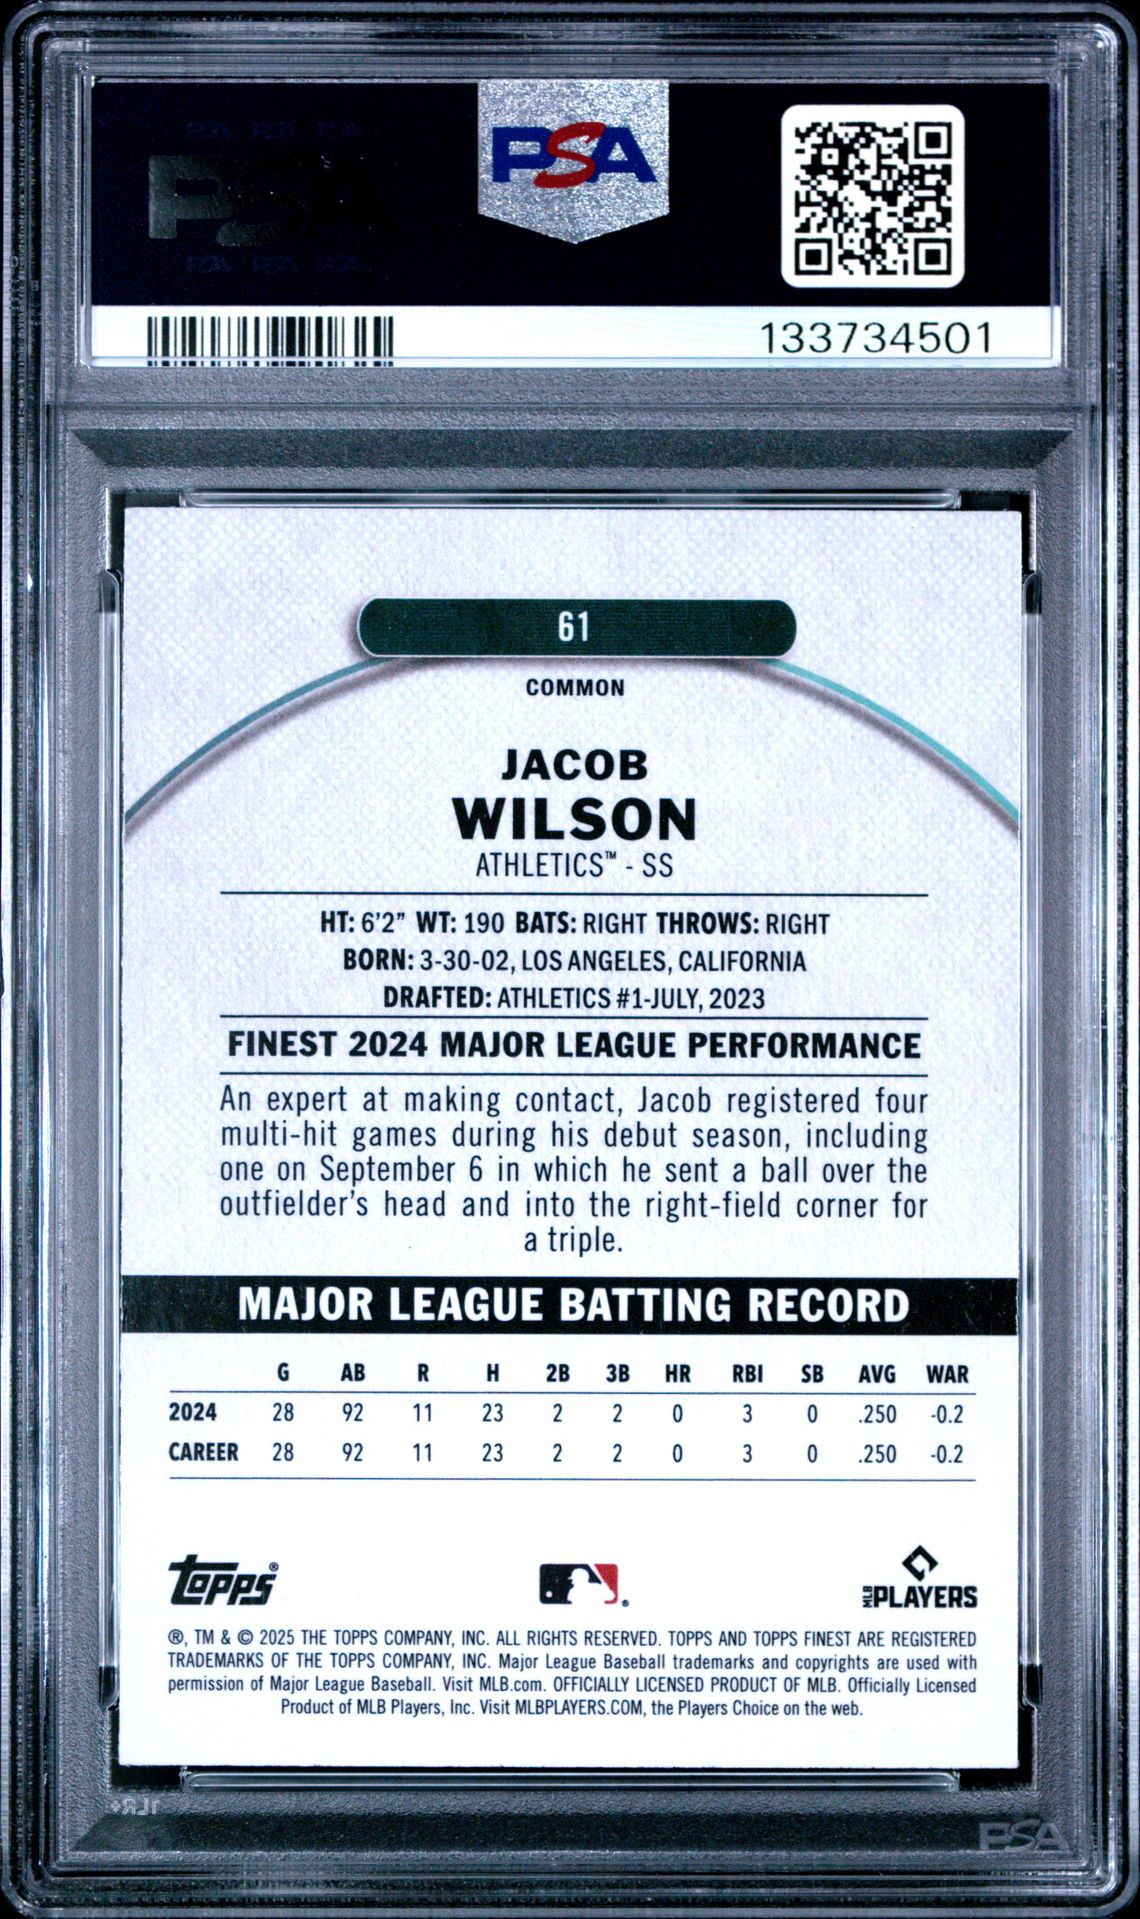 PSA
PSA
133734501
61
COMMON
JACOB
WILSON
ATHLETICS™ - SS
HT: 6'2” WT: 190 BATS: RIGHT THROWS: RIGHT
BORN: 3-30-02, LOS ANGELES, CALIFORNIA
DRAFTED: ATHLETICS #1-JULY, 2023
FINEST 2024 MAJOR LEAGUE PERFORMANCE
An expert at making contact, Jacob registered four
multi-hit games during his debut season, including
one on September 6 in which he sent a ball over the
outfielder's head and into the right-field corner for
a triple.
MAJOR LEAGUE BATTING RECORD
G AB R H 2B 3B HR RBI SB AVG WAR
2024 28 92 11 23 2 2 0 3 0 .250 -0.2
CAREER 28 92 11 23 2 2 0 3 0 .250 -0.2
topps®
®
MLB PLAYERS
®, TM & © 2025 THE TOPPS COMPANY, INC. ALL RIGHTS RESERVED. TOPPS AND TOPPS FINEST ARE REGISTERED
TRADEMARKS OF THE TOPPS COMPANY, INC. Major League Baseball trademarks and copyrights are used with
permission of Major League Baseball. Visit MLB.com. OFFICIALLY LICENSED PRODUCT OF MLB. Officially Licensed
Product of MLB Players, Inc. Visit MLBPLAYERS.COM, the Players Choice on the web.
PSA